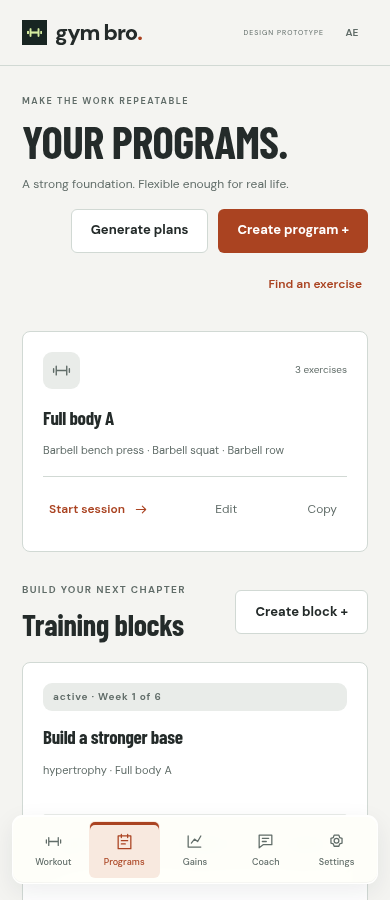 gym bro.
DESIGN PROTOTYPE
AE
MAKE THE WORK REPEATABLE
YOUR PROGRAMS.
A strong foundation. Flexible enough for real life.
Generate plans
Create program +
Find an exercise
3 exercises
Full body A
Barbell bench press · Barbell squat · Barbell row
Start session →
Edit
Copy
BUILD YOUR NEXT CHAPTER
Training blocks
Create block +
active · Week 1 of 6
Build a stronger base
hypertrophy · Full body A
Workout
Programs
Gains
Coach
Settings